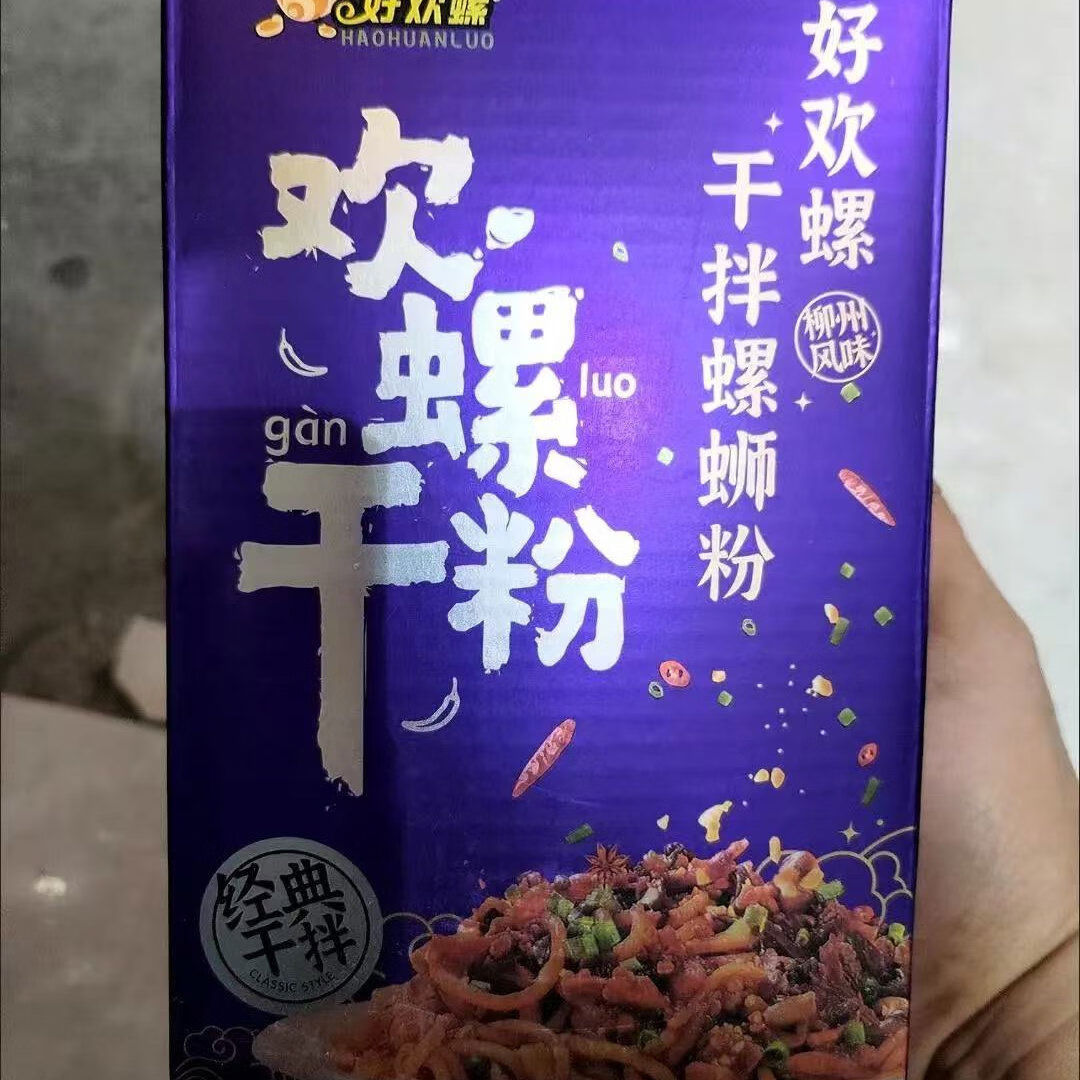 好欢螺
HAOHUANLUO
好欢螺
柳州风味
干拌螺蛳粉
欢螺
luo
gàn
干粉
经典
干拌
CLASSIC STYLE